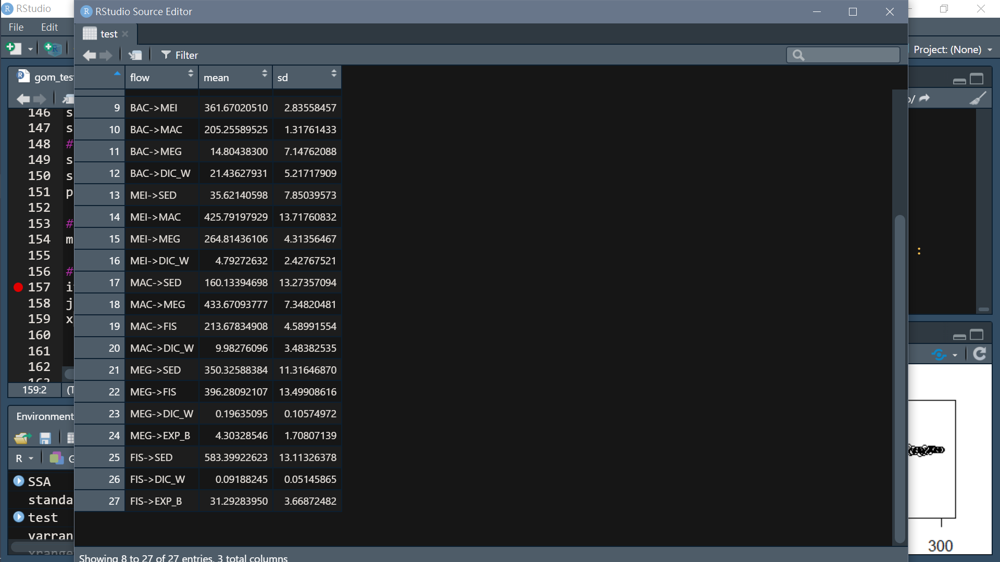 RStudio
RStudio Source Editor
File Edit
test
Filter
Project: (None)
flow mean sd
9 BAC->MEI 361.67020510 2.83558457
10 BAC->MAC 205.25589525 1.31761433
11 BAC->MEG 14.80438300 7.14762088
12 BAC->DIC_W 21.43627931 5.21717909
13 MEI->SED 35.62140598 7.85039573
14 MEI->MAC 425.79197929 13.71760832
15 MEI->MEG 264.81436106 4.31356467
16 MEI->DIC_W 4.79272632 2.42767521
17 MAC->SED 160.13394698 13.27357094
18 MAC->MEG 433.67093777 7.34820481
19 MAC->FIS 213.67834908 4.58991554
20 MAC->DIC_W 9.98276096 3.48382535
21 MEG->SED 350.32588384 11.31646870
22 MEG->FIS 396.28092107 13.49908616
23 MEG->DIC_W 0.19635095 0.10574972
24 MEG->EXP_B 4.30328546 1.70807139
25 FIS->SED 583.39922623 13.11326378
26 FIS->DIC_W 0.09188245 0.05145865
27 FIS->EXP_B 31.29283950 3.66872482
Showing 8 to 27 of 27 entries, 3 total columns
gom_tes
146 s
147 s
148 #
149 s
150 s
151 p
152
153 #
154 m
155
156 #
157 i
158 j
159 x
160
161
162
163
159:2 (T
Environment
R G
SSA
standa
test
varran
xrange
/
:
300